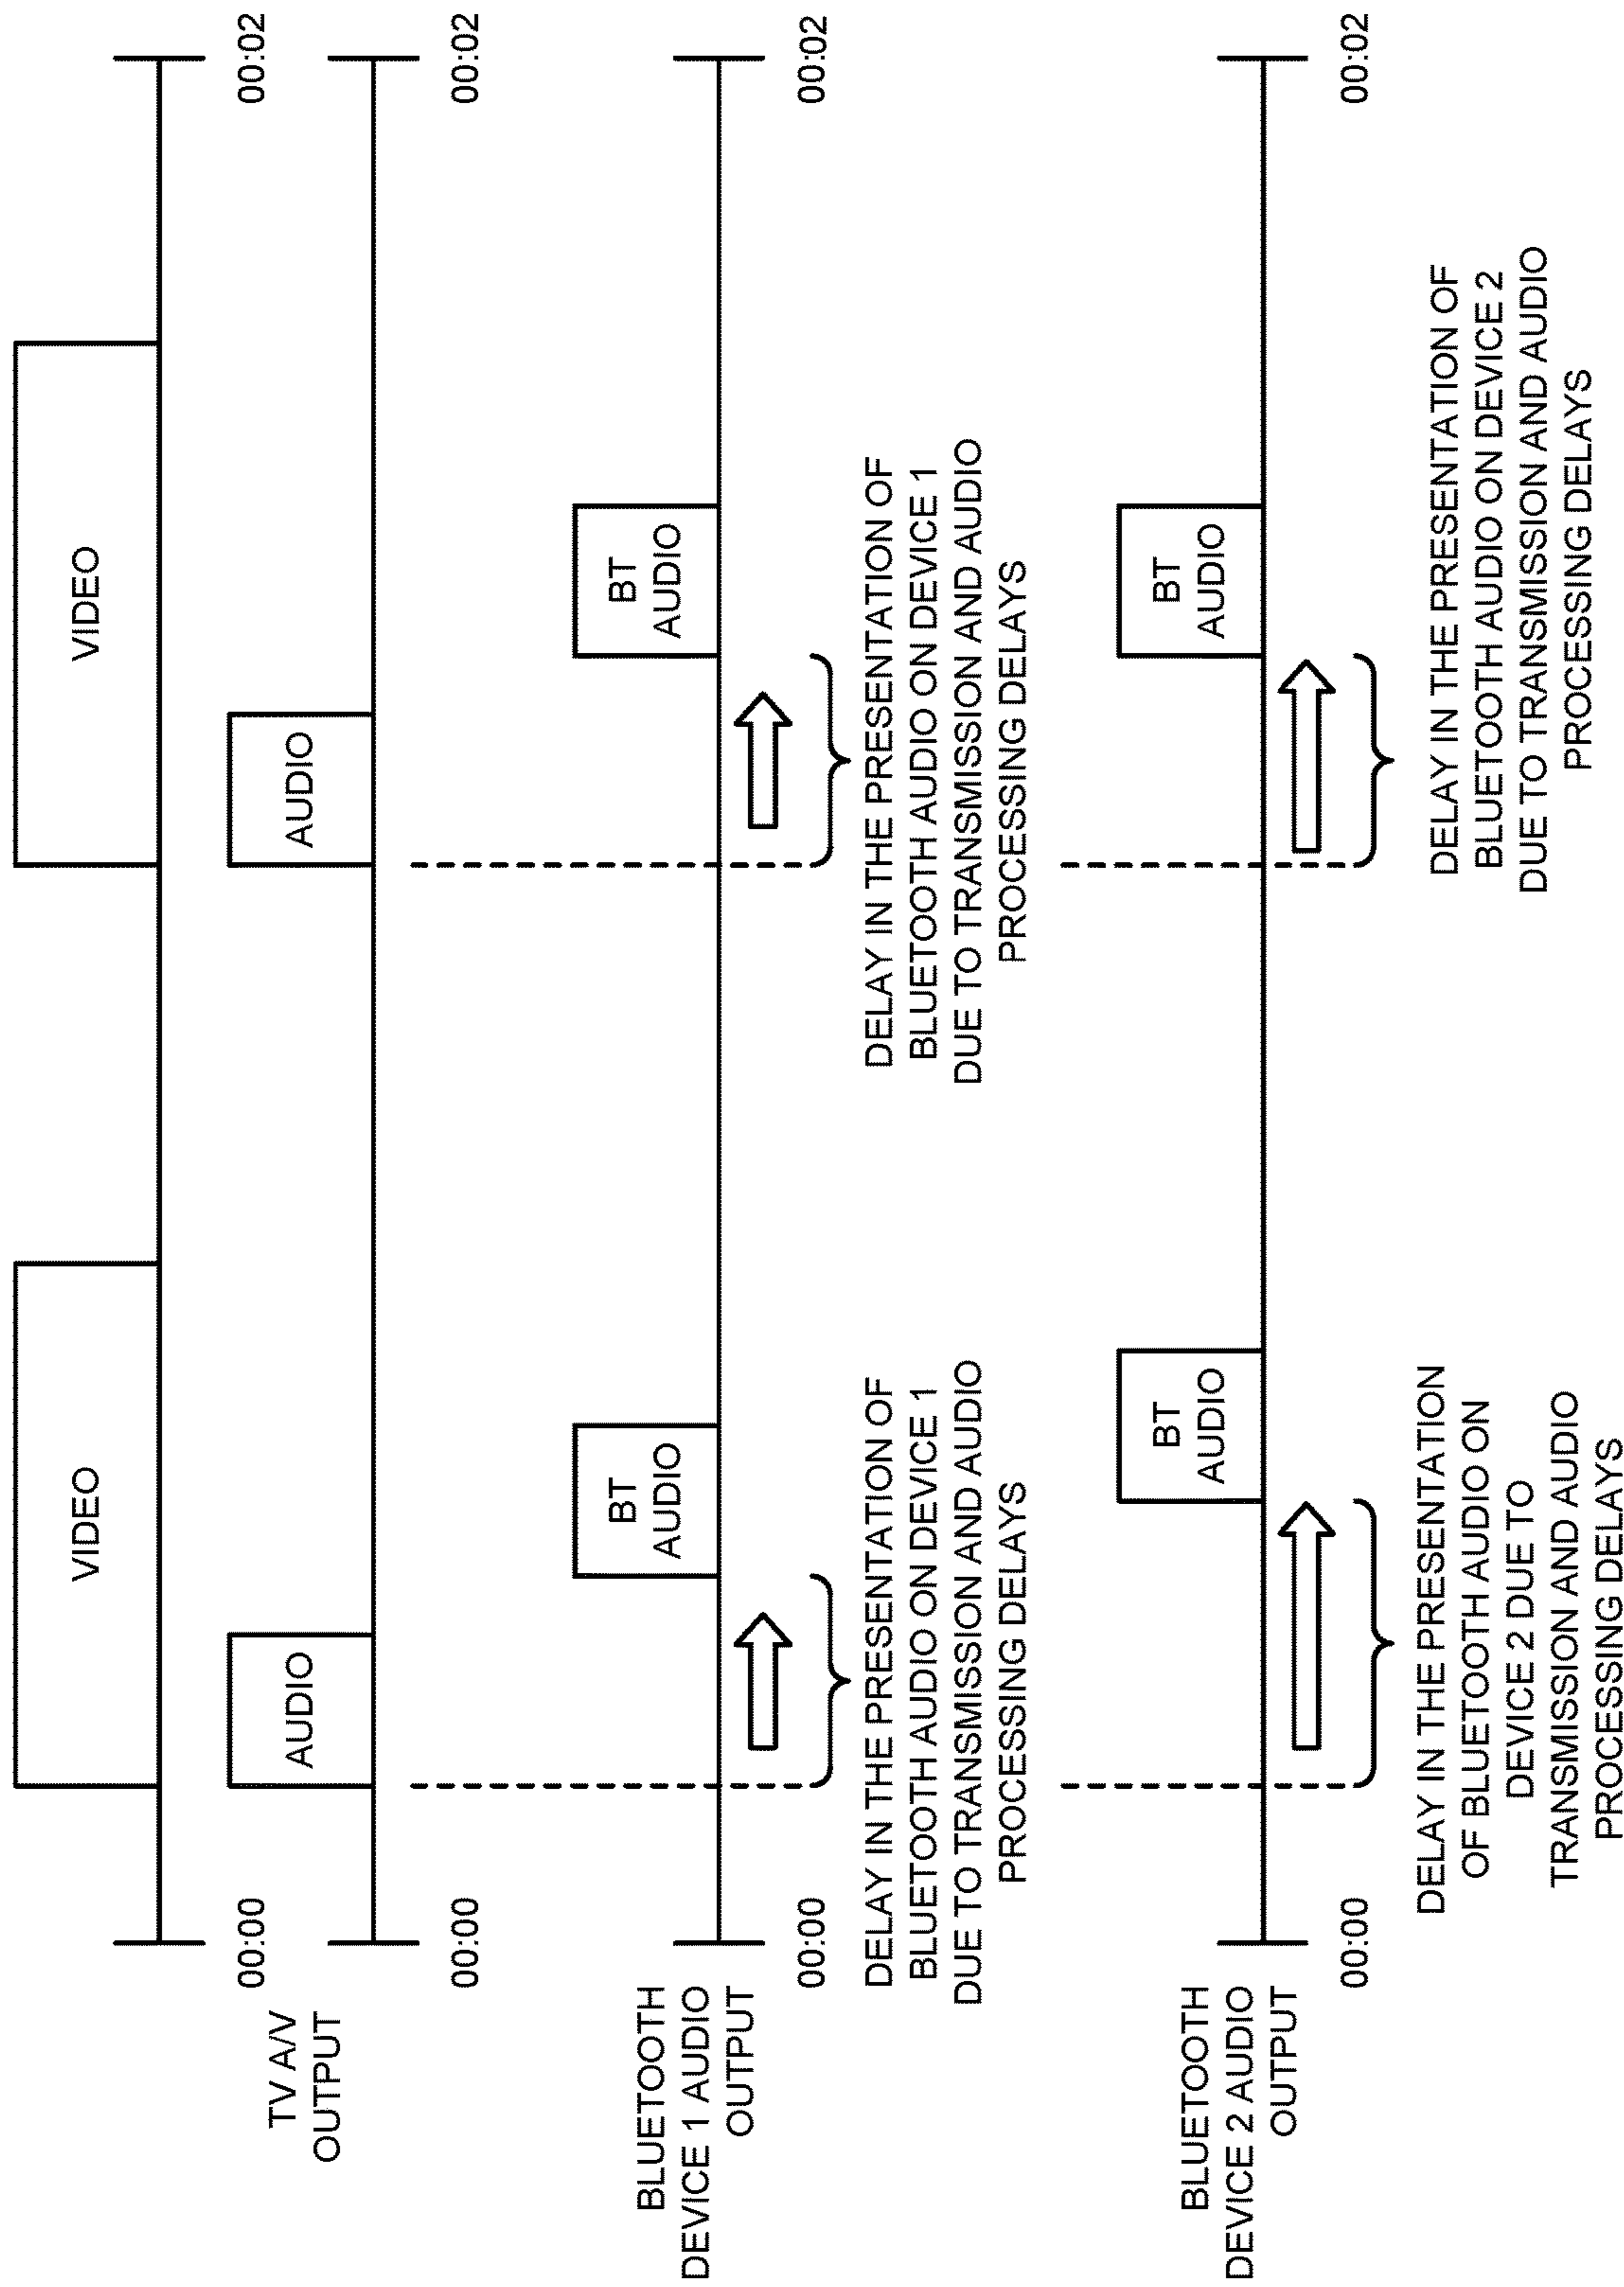 VIDEO
VIDEO
00:00
00:02
TV A/V
OUTPUT
AUDIO
AUDIO
00:00
00:02
BLUETOOTH
DEVICE 1 AUDIO
OUTPUT
BT
AUDIO
BT
AUDIO
00:00
00:02
DELAY IN THE PRESENTATION OF
BLUETOOTH AUDIO ON DEVICE 1
DUE TO TRANSMISSION AND AUDIO
PROCESSING DELAYS
DELAY IN THE PRESENTATION OF
BLUETOOTH AUDIO ON DEVICE 1
DUE TO TRANSMISSION AND AUDIO
PROCESSING DELAYS
BLUETOOTH
DEVICE 2 AUDIO
OUTPUT
BT
AUDIO
BT
AUDIO
00:00
00:02
DELAY IN THE PRESENTATION
OF BLUETOOTH AUDIO ON
DEVICE 2 DUE TO
TRANSMISSION AND AUDIO
PROCESSING DELAYS
DELAY IN THE PRESENTATION OF
BLUETOOTH AUDIO ON DEVICE 2
DUE TO TRANSMISSION AND AUDIO
PROCESSING DELAYS